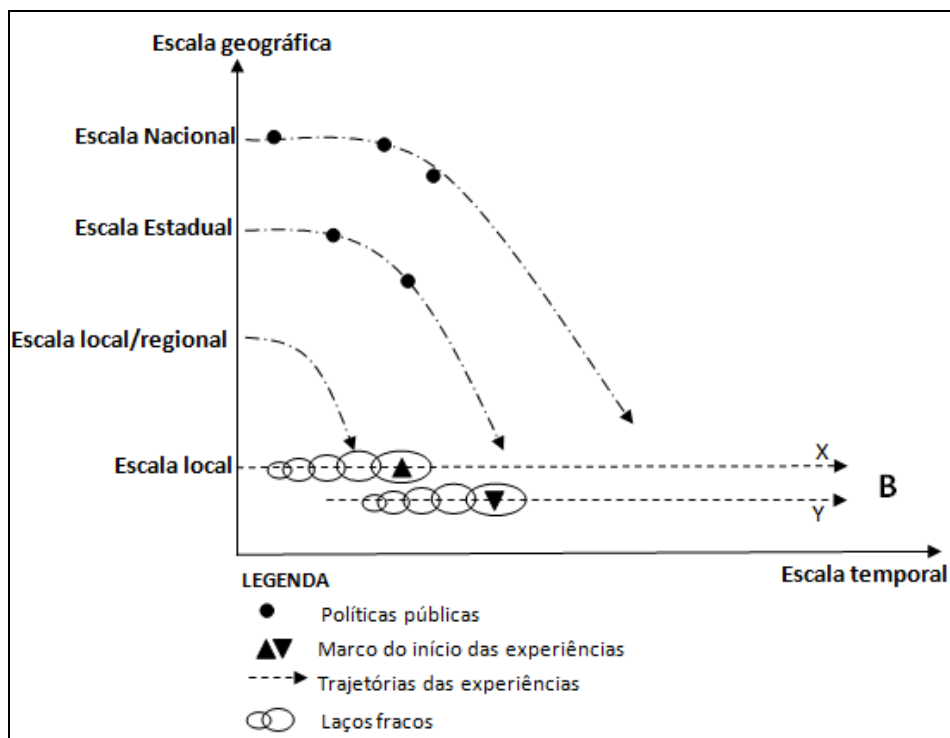 Escala geográfica
Escala Nacional
Escala Estadual
Escala local/regional
Escala local
X
B
Y
Escala temporal
LEGENDA
Políticas públicas
Marco do início das experiências
Trajetórias das experiências
Laços fracos